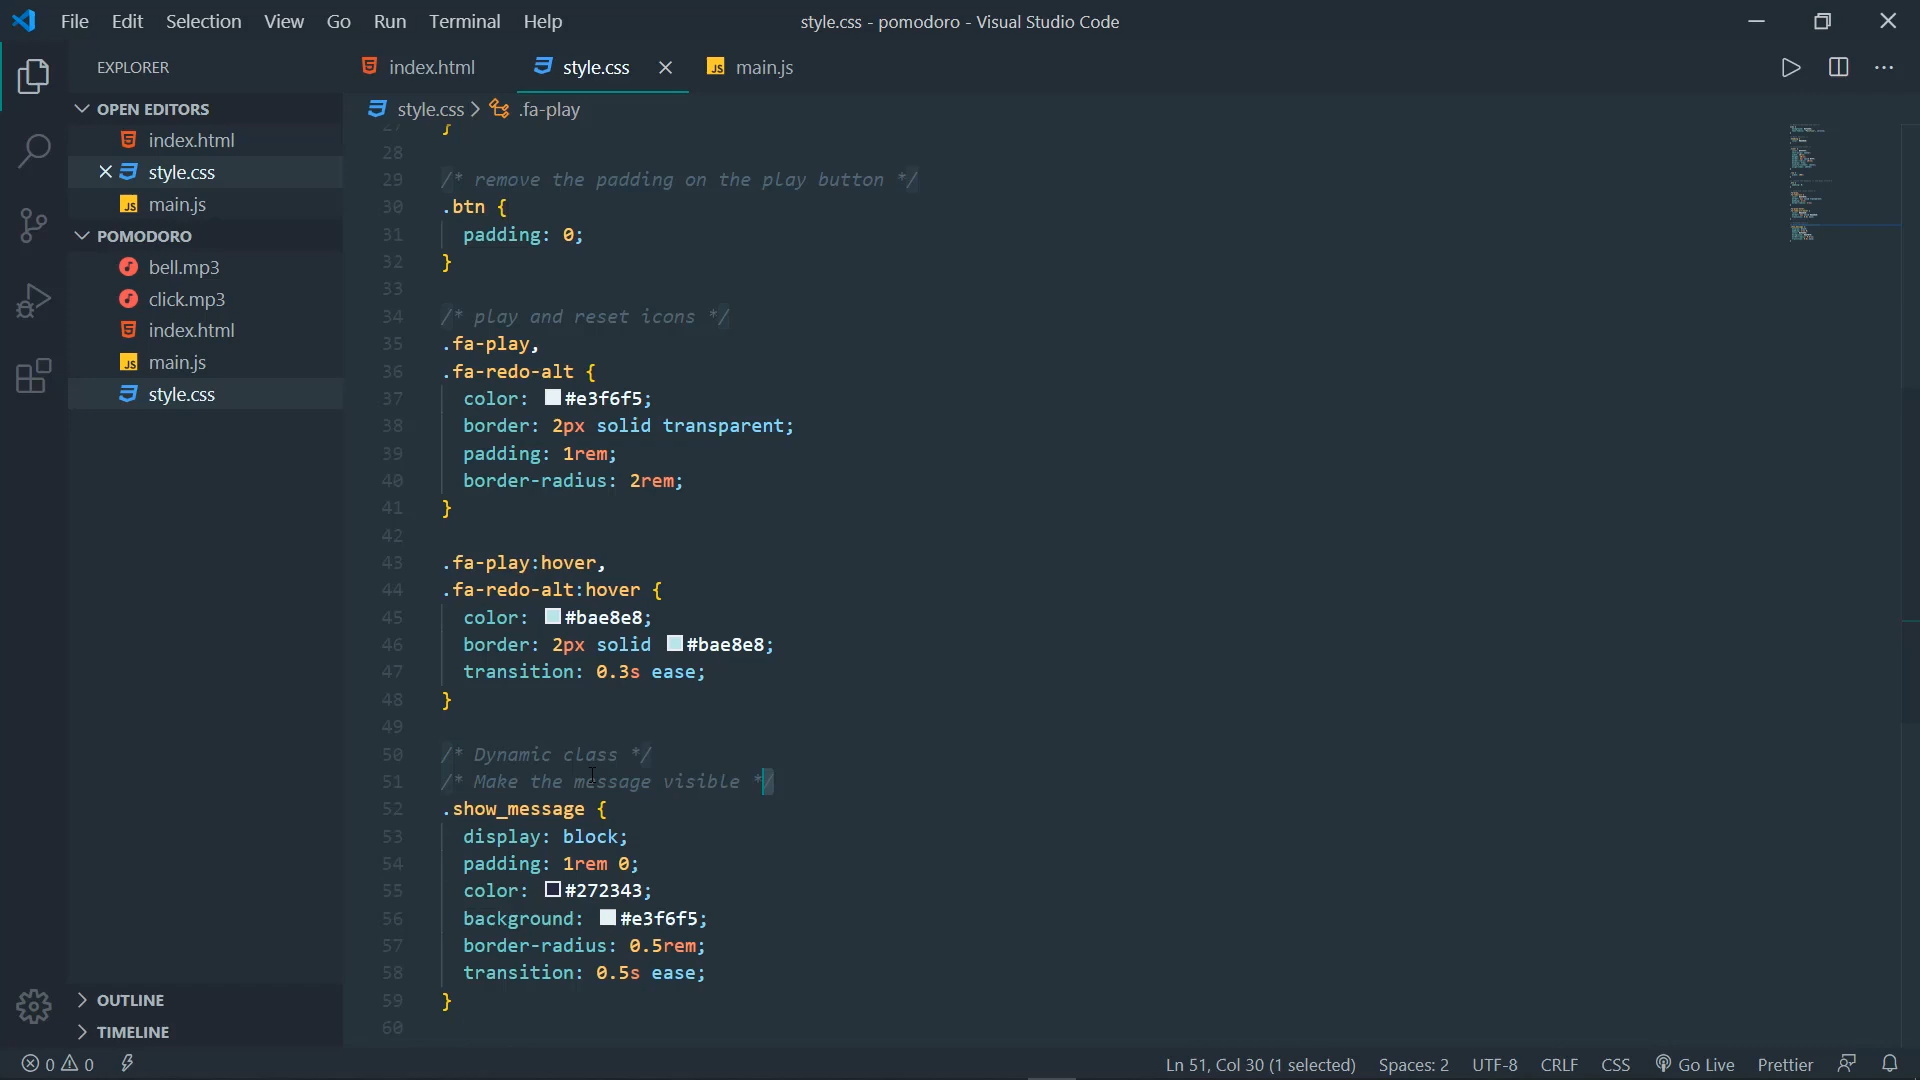 File Edit Selection View Go Run Terminal Help
style.css - pomodoro - Visual Studio Code
EXPLORER
OPEN EDITORS
index.html
style.css
JS main.js
POMODORO
bell.mp3
click.mp3
index.html
JS main.js
style.css
OUTLINE
TIMELINE
index.html style.css JS main.js
style.css > .fa-play
27 }
28
29 /* remove the padding on the play button */
30 .btn {
31 padding: 0;
32 }
33
34 /* play and reset icons */
35 .fa-play,
36 .fa-redo-alt {
37 color: #e3f6f5;
38 border: 2px solid transparent;
39 padding: 1rem;
40 border-radius: 2rem;
41 }
42
43 .fa-play:hover,
44 .fa-redo-alt:hover {
45 color: #bae8e8;
46 border: 2px solid #bae8e8;
47 transition: 0.3s ease;
48 }
49
50 /* Dynamic class */
51 /* Make the message visible */
52 .show_message {
53 display: block;
54 padding: 1rem 0;
55 color: #272343;
56 background: #e3f6f5;
57 border-radius: 0.5rem;
58 transition: 0.5s ease;
59 }
60
0 0
Ln 51, Col 30 (1 selected) Spaces: 2 UTF-8 CRLF CSS Go Live Prettier